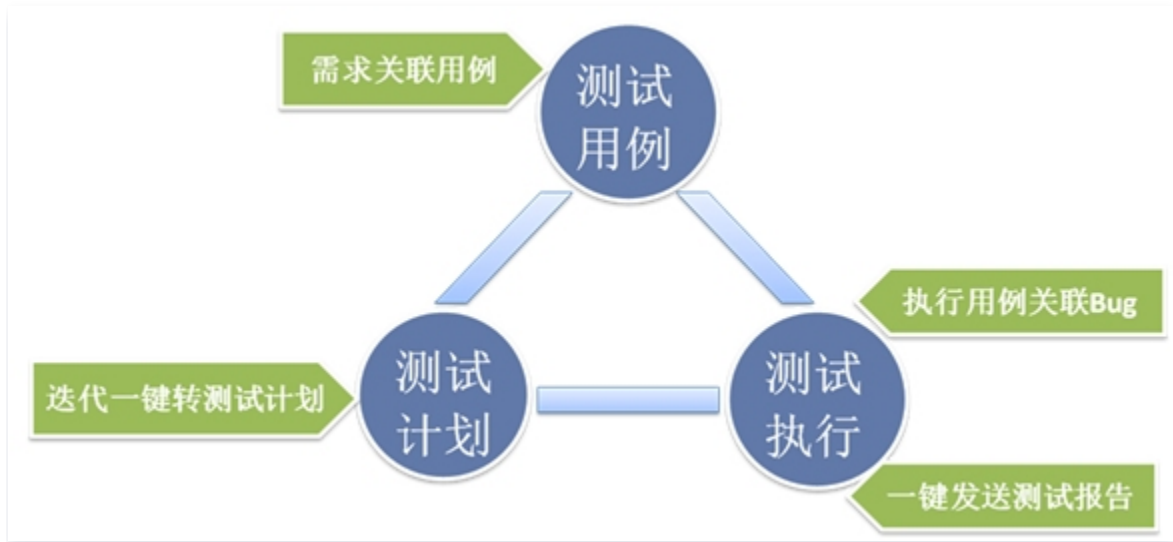 需求关联用例
测试
用例
执行用例关联Bug
迭代一键转测试计划
测试
计划
测试
执行
一键发送测试报告